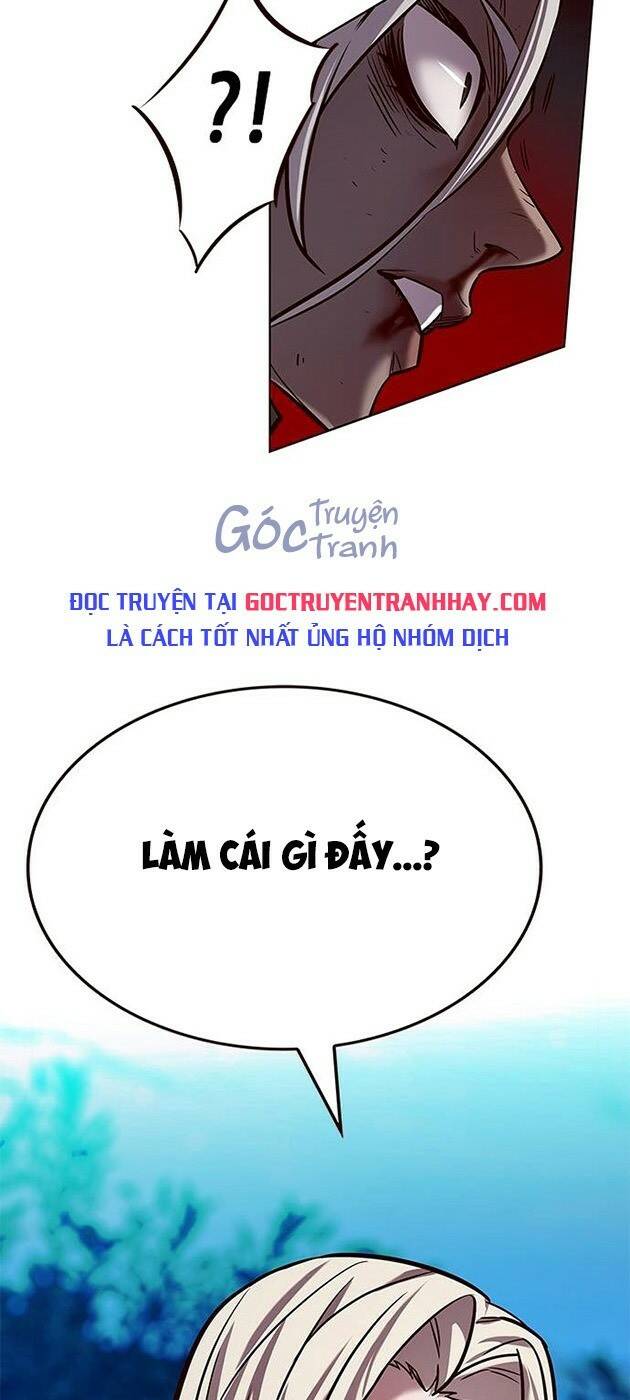 ?!
Góc Truyện
Tranh
ĐỌC TRUYỆN TẠI GOCTRUYENTRANHHAY.COM
LÀ CÁCH TỐT NHẤT ỦNG HỘ NHÓM DỊCH
LÀM CÁI GÌ ĐẤY...?